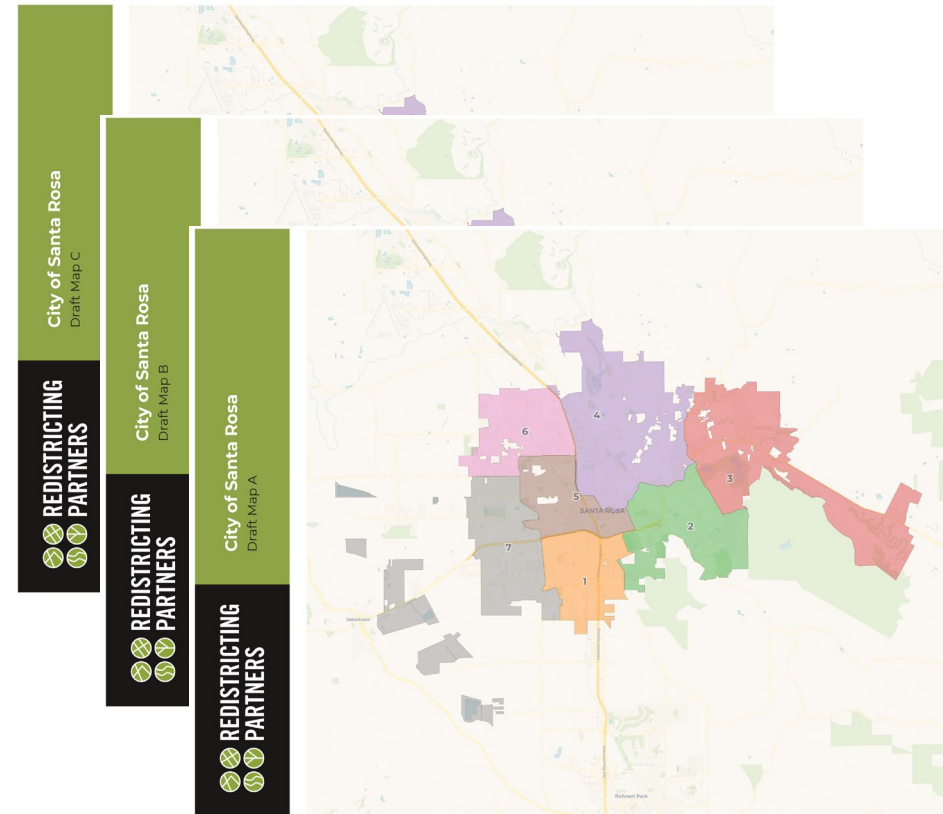 City of Santa Rosa
Draft Map C
REDISTRICTING
PARTNERS
City of Santa Rosa
Draft Map B
REDISTRICTING
PARTNERS
City of Santa Rosa
Draft Map A
REDISTRICTING
PARTNERS
4
6
3
5
SANTA ROSA
2
7
1
Sebastopol
Rohnert Park